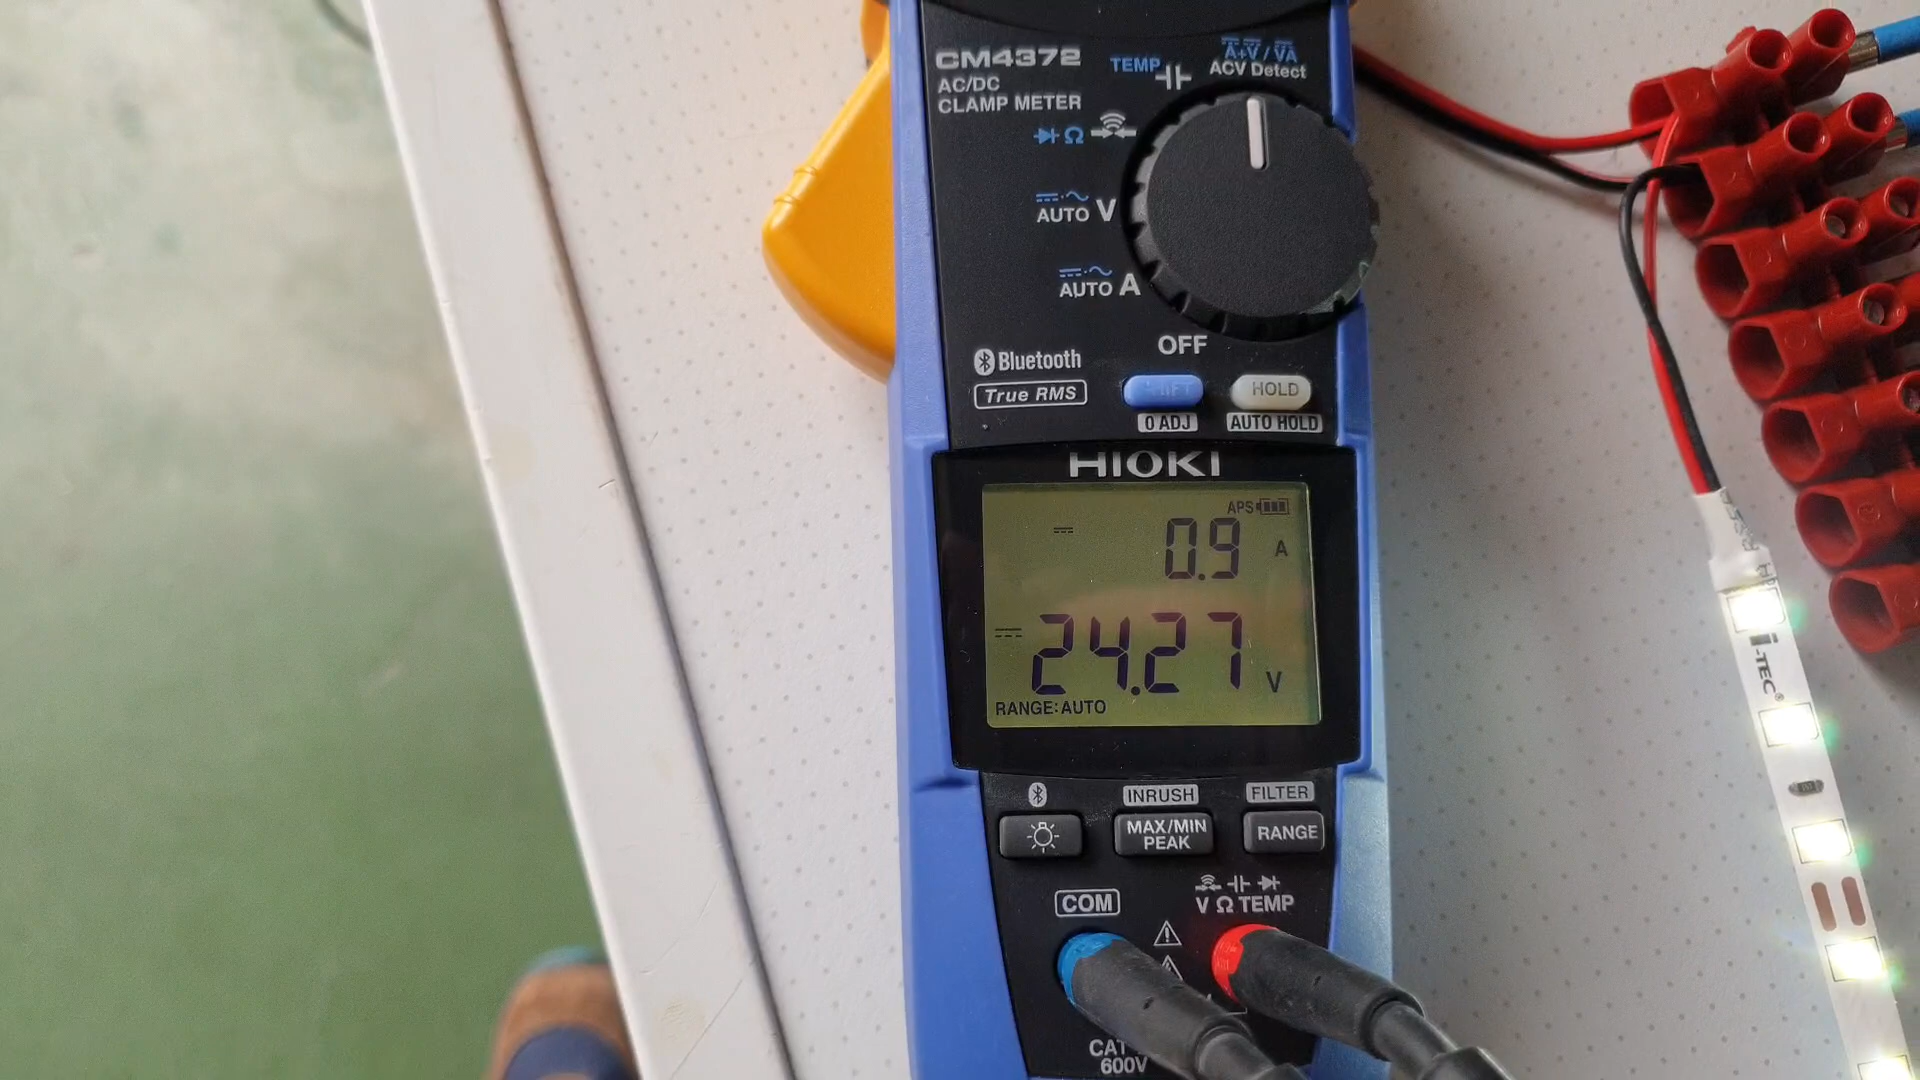 CM4372
AC/DC
CLAMP METER
TEMP
A+V / VA
ACV Detect
Ω
AUTO V
AUTO A
OFF
Bluetooth
True RMS
HOLD
0 ADJ
AUTO HOLD
HIOKI
APS
0.9 A
24.27 V
RANGE:AUTO
INRUSH
FILTER
MAX/MIN
PEAK
RANGE
COM
V Ω TEMP
CAT
600V
i-TEC®